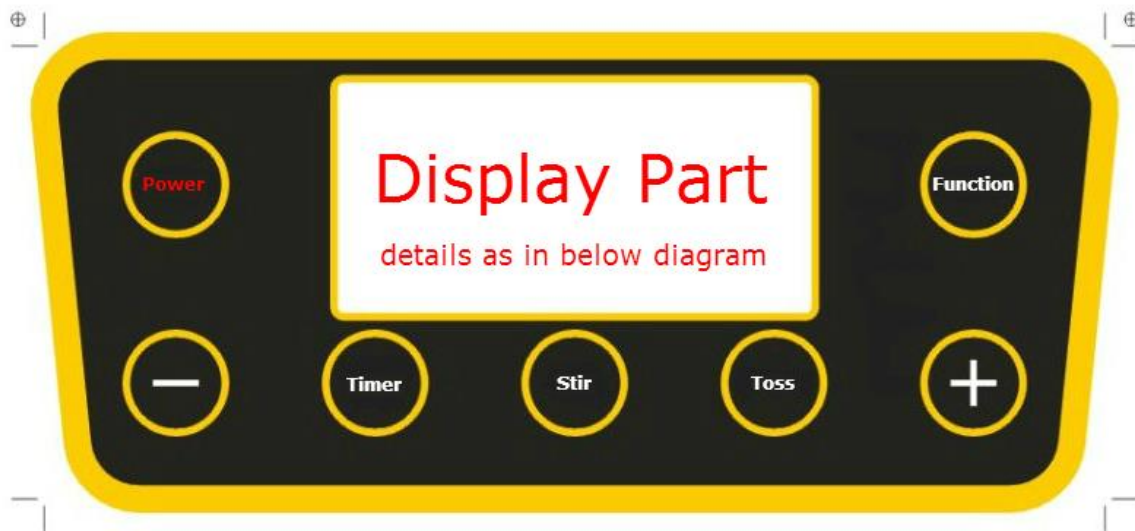 Display Part
details as in below diagram
Power
Function
Timer
Stir
Toss